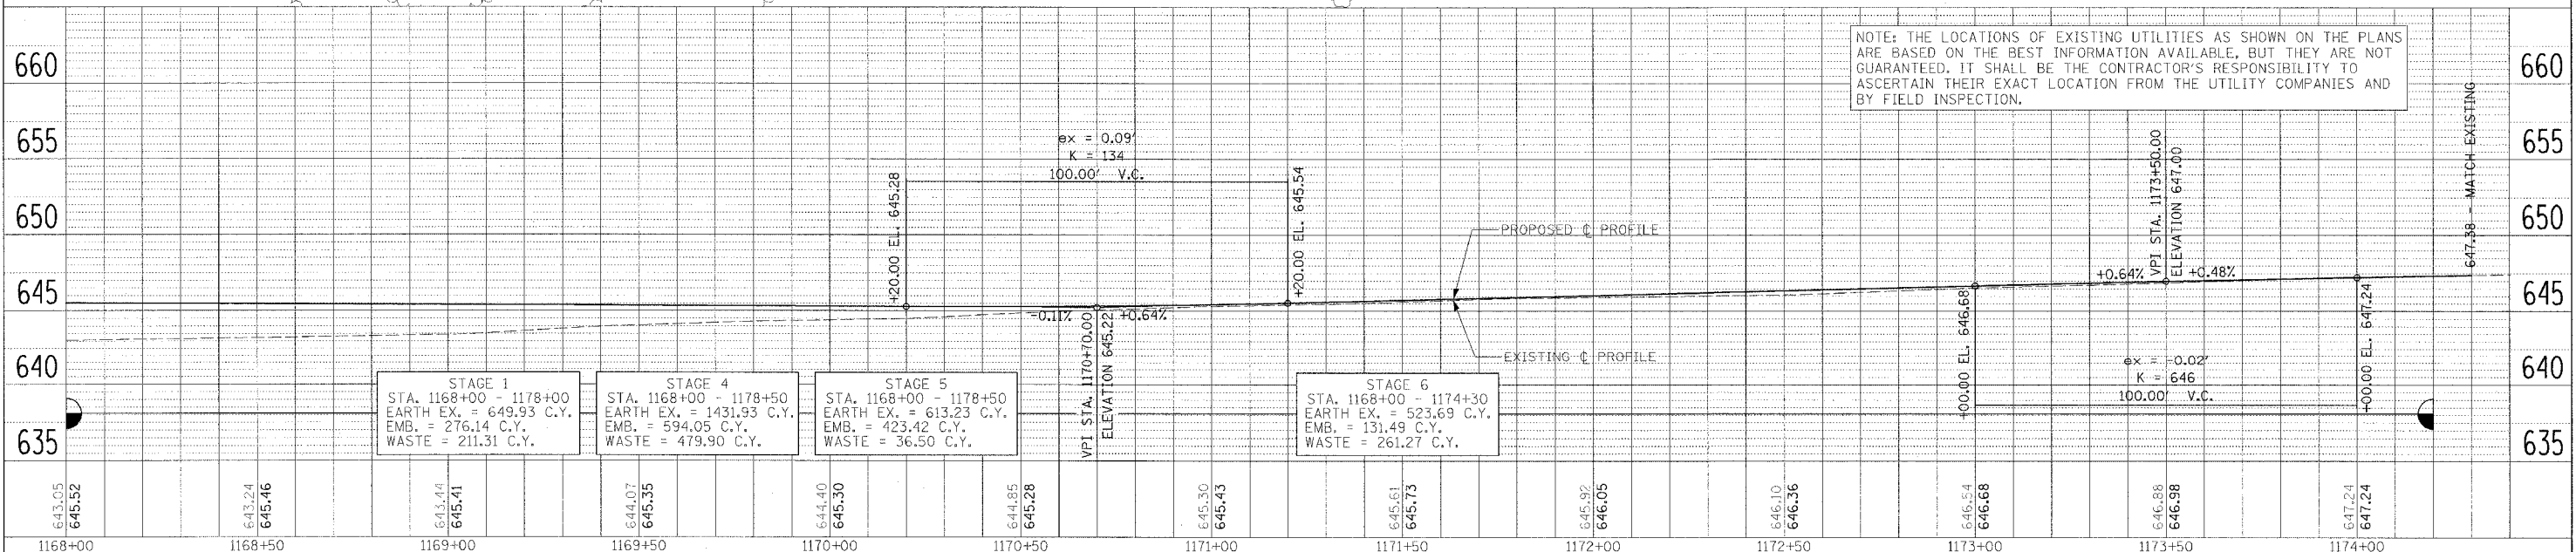 NOTE: THE LOCATIONS OF EXISTING UTILITIES AS SHOWN ON THE PLANS
ARE BASED ON THE BEST INFORMATION AVAILABLE, BUT THEY ARE NOT
GUARANTEED. IT SHALL BE THE CONTRACTOR'S RESPONSIBILITY TO
ASCERTAIN THEIR EXACT LOCATION FROM THE UTILITY COMPANIES AND
BY FIELD INSPECTION.
660
655
650
645
640
635
660
655
650
645
640
635
ex = 0.09'
K = 134
100.00' V.C.
+20.00 EL. 645.28
+20.00 EL. 645.54
-0.11%
+0.64%
VPI STA. 1170+70.00
ELEVATION 645.22
PROPOSED ℄ PROFILE
EXISTING ℄ PROFILE
+0.64%
+0.48%
VPI STA. 1173+50.00
ELEVATION 647.00
647.38 - MATCH EXISTING
+00.00 EL. 646.68
+00.00 EL. 647.24
ex = -0.02'
K = 646
100.00' V.C.
STAGE 1
STA. 1168+00 - 1178+00
EARTH EX. = 649.93 C.Y.
EMB. = 276.14 C.Y.
WASTE = 211.31 C.Y.
STAGE 4
STA. 1168+00 - 1178+50
EARTH EX. = 1431.93 C.Y.
EMB. = 594.05 C.Y.
WASTE = 479.90 C.Y.
STAGE 5
STA. 1168+00 - 1178+50
EARTH EX. = 613.23 C.Y.
EMB. = 423.42 C.Y.
WASTE = 36.50 C.Y.
STAGE 6
STA. 1168+00 - 1174+30
EARTH EX. = 523.69 C.Y.
EMB. = 131.49 C.Y.
WASTE = 261.27 C.Y.
643.05
645.52
643.24
645.46
643.44
645.41
644.07
645.35
644.40
645.30
644.85
645.28
645.30
645.43
645.61
645.73
645.92
646.05
646.10
646.36
646.54
646.68
646.88
646.98
647.24
647.24
1168+00
1168+50
1169+00
1169+50
1170+00
1170+50
1171+00
1171+50
1172+00
1172+50
1173+00
1173+50
1174+00